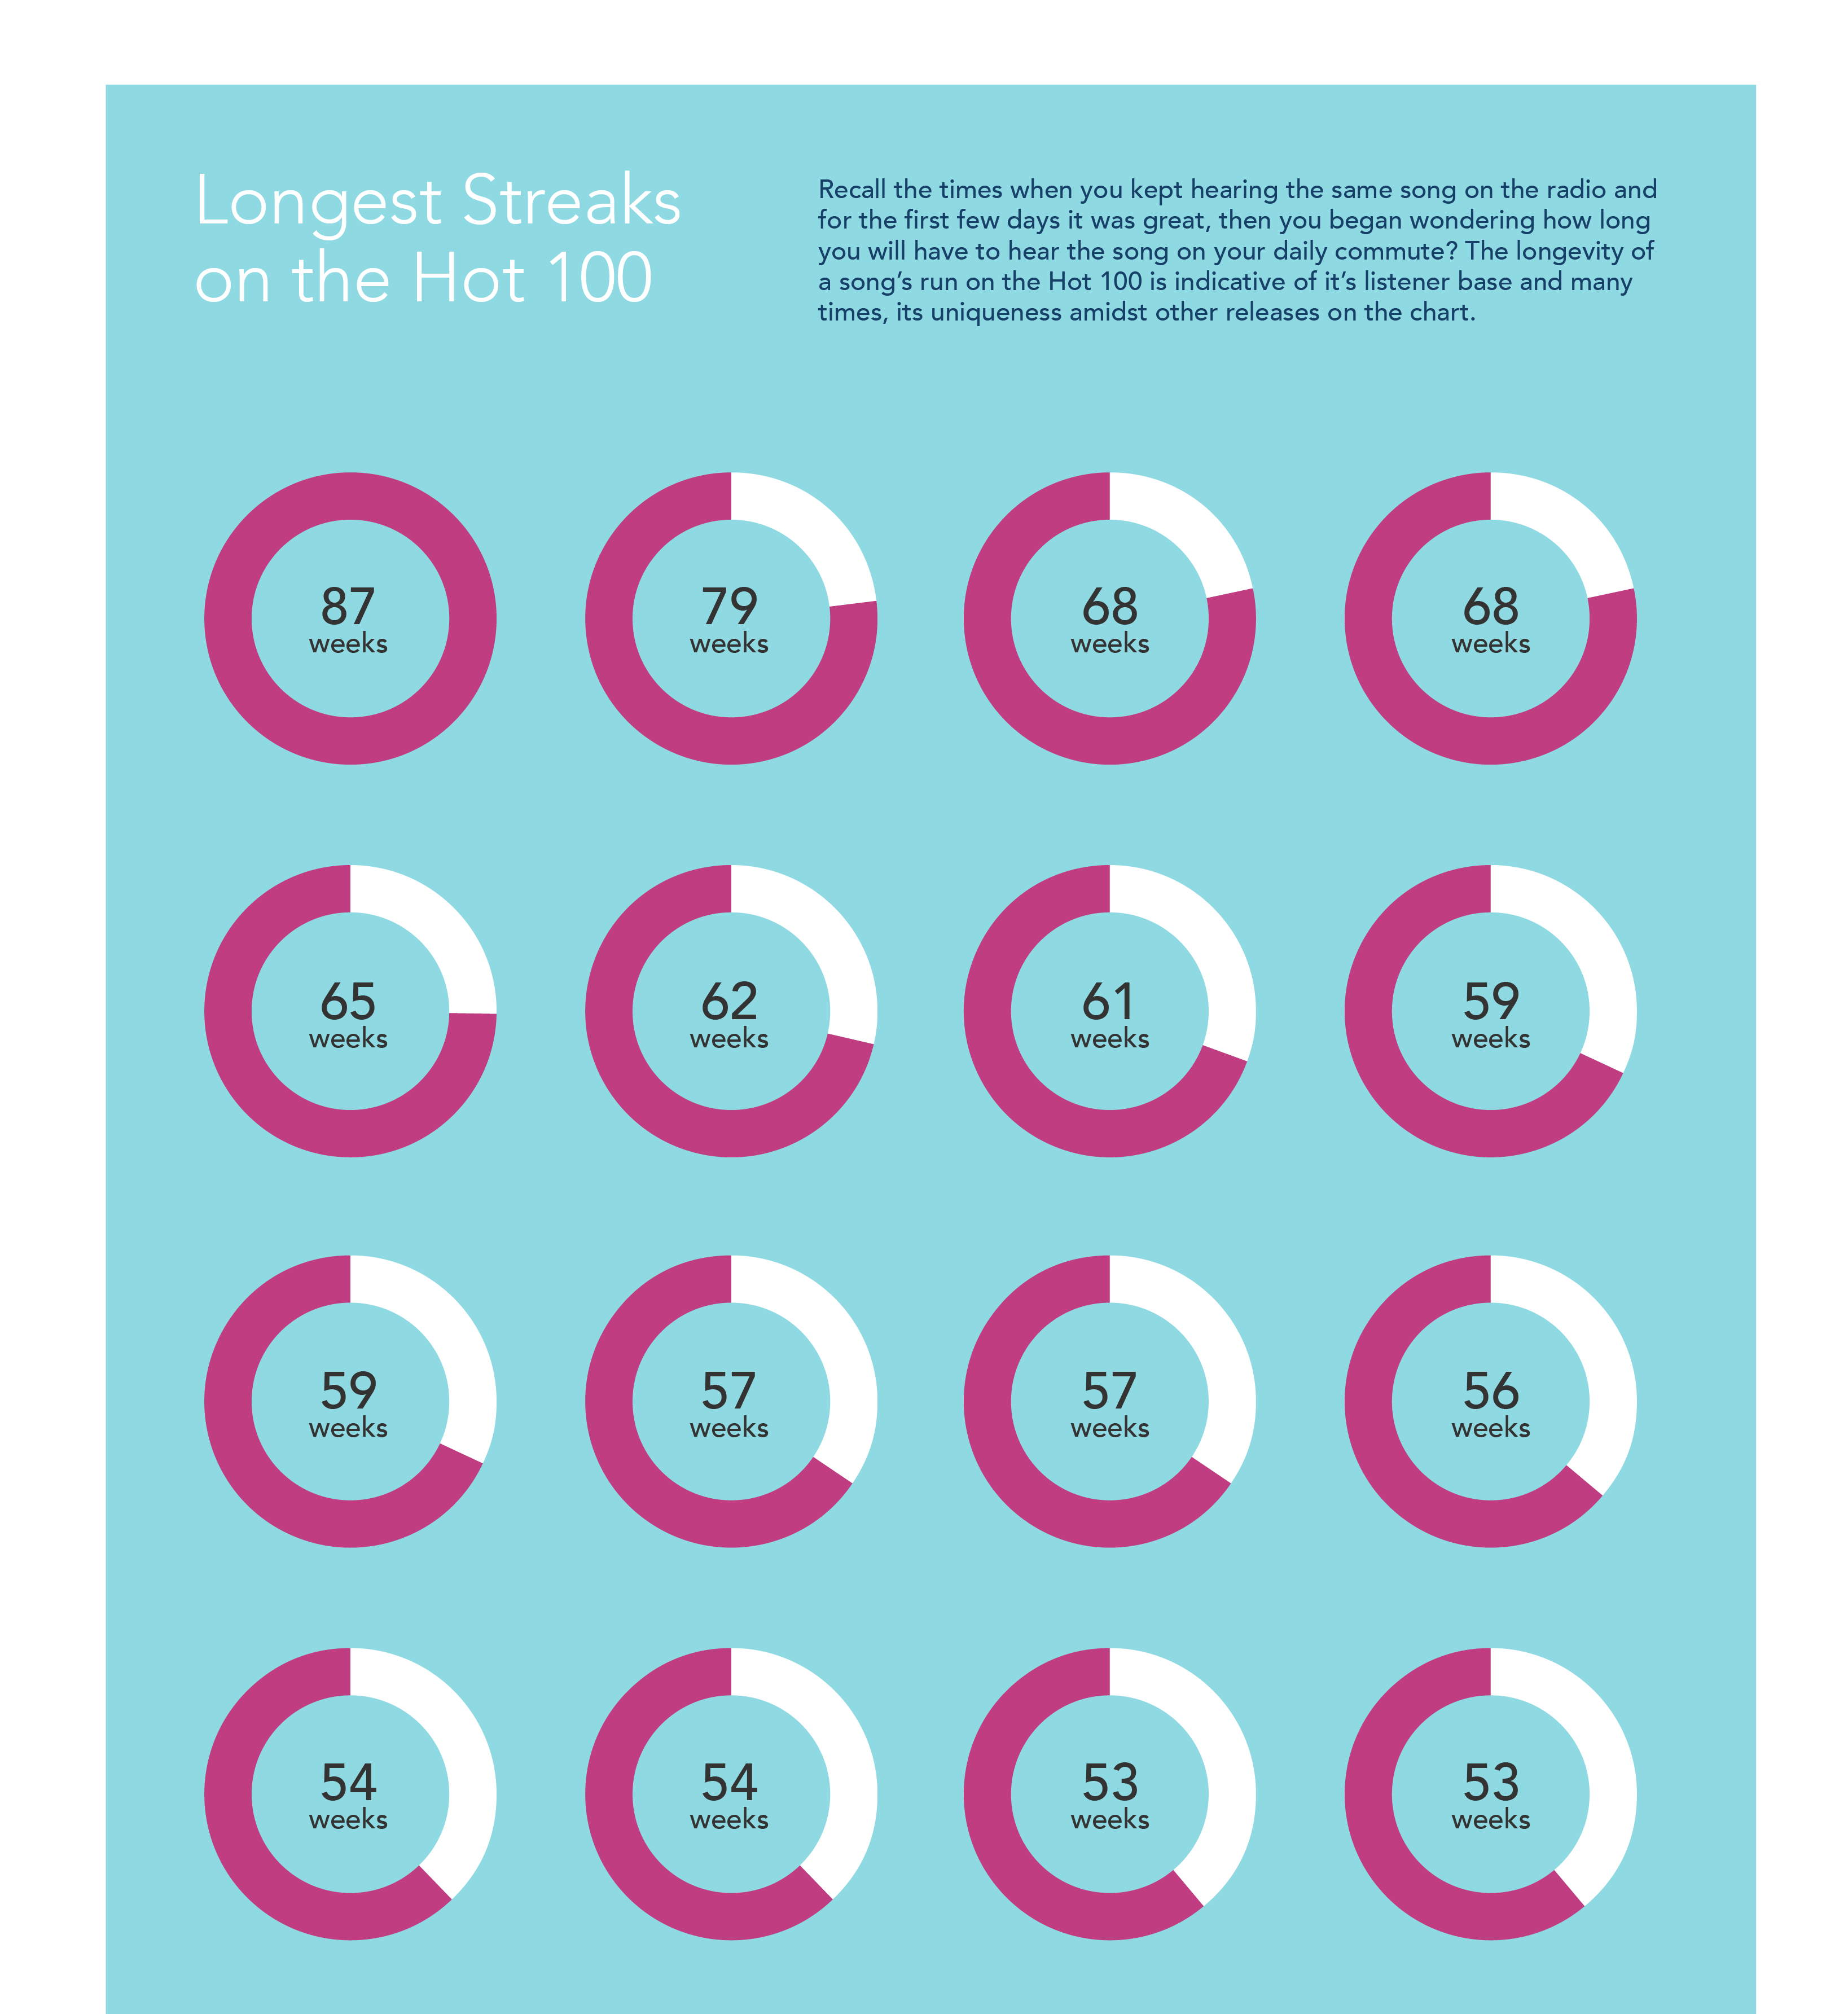 Longest Streaks
on the Hot 100
Recall the times when you kept hearing the same song on the radio and
for the first few days it was great, then you began wondering how long
you will have to hear the song on your daily commute? The longevity of
a song’s run on the Hot 100 is indicative of it’s listener base and many
times, its uniqueness amidst other releases on the chart.
87
weeks
79
weeks
68
weeks
68
weeks
65
weeks
62
weeks
61
weeks
59
weeks
59
weeks
57
weeks
57
weeks
56
weeks
54
weeks
54
weeks
53
weeks
53
weeks